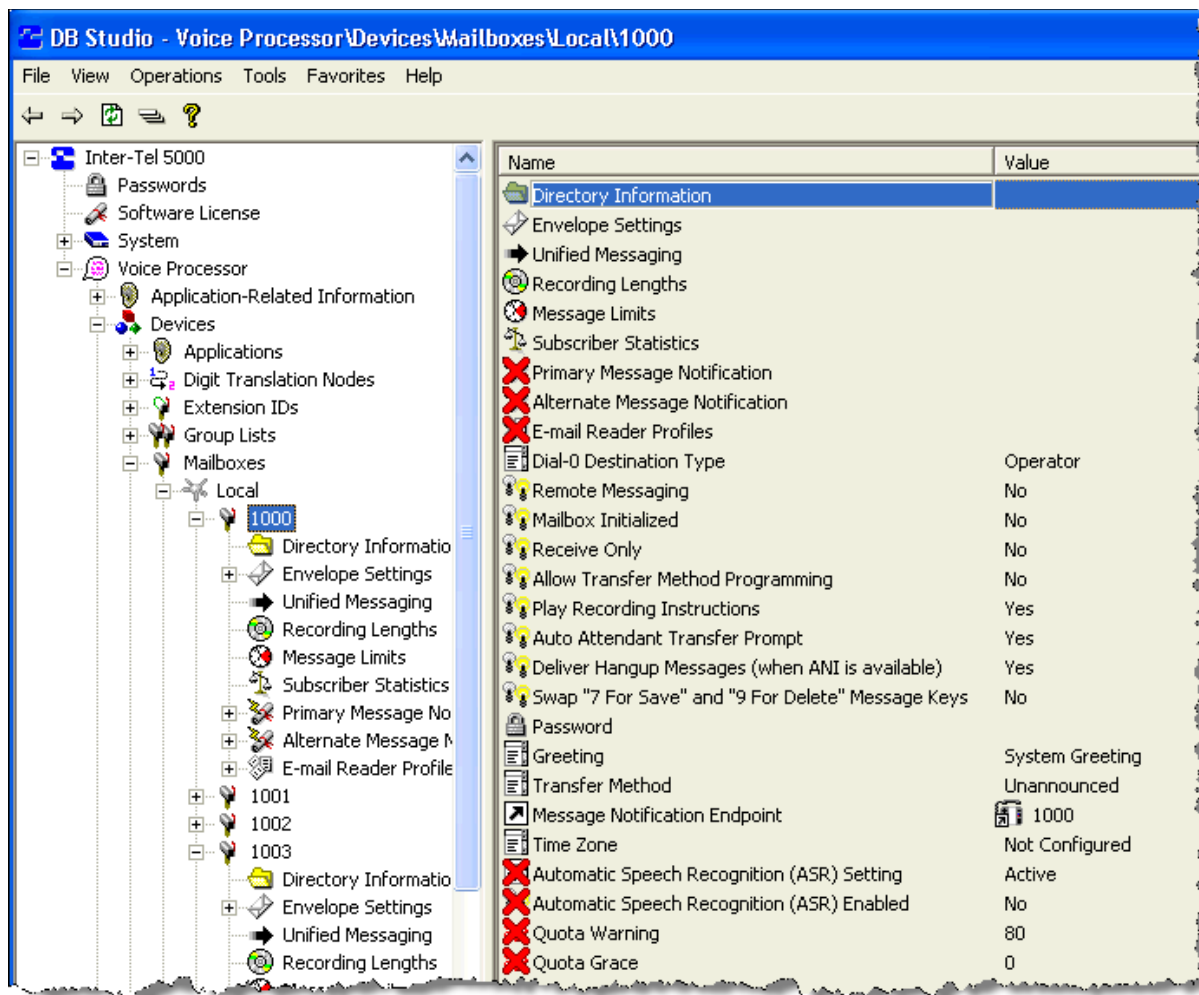 DB Studio - Voice Processor\Devices\Mailboxes\Local\1000
File View Operations Tools Favorites Help
Inter-Tel 5000
Passwords
Software License
System
Voice Processor
Application-Related Information
Devices
Applications
Digit Translation Nodes
Extension IDs
Group Lists
Mailboxes
Local
1000
Directory Informatio
Envelope Settings
Unified Messaging
Recording Lengths
Message Limits
Subscriber Statistics
Primary Message No
Alternate Message N
E-mail Reader Profile
1001
1002
1003
Directory Informatio
Envelope Settings
Unified Messaging
Recording Lengths
Name Value
Directory Information
Envelope Settings
Unified Messaging
Recording Lengths
Message Limits
Subscriber Statistics
Primary Message Notification
Alternate Message Notification
E-mail Reader Profiles
Dial-0 Destination Type Operator
Remote Messaging No
Mailbox Initialized No
Receive Only No
Allow Transfer Method Programming No
Play Recording Instructions Yes
Auto Attendant Transfer Prompt Yes
Deliver Hangup Messages (when ANI is available) Yes
Swap "7 For Save" and "9 For Delete" Message Keys No
Password
Greeting System Greeting
Transfer Method Unannounced
Message Notification Endpoint 1000
Time Zone Not Configured
Automatic Speech Recognition (ASR) Setting Active
Automatic Speech Recognition (ASR) Enabled No
Quota Warning 80
Quota Grace 0